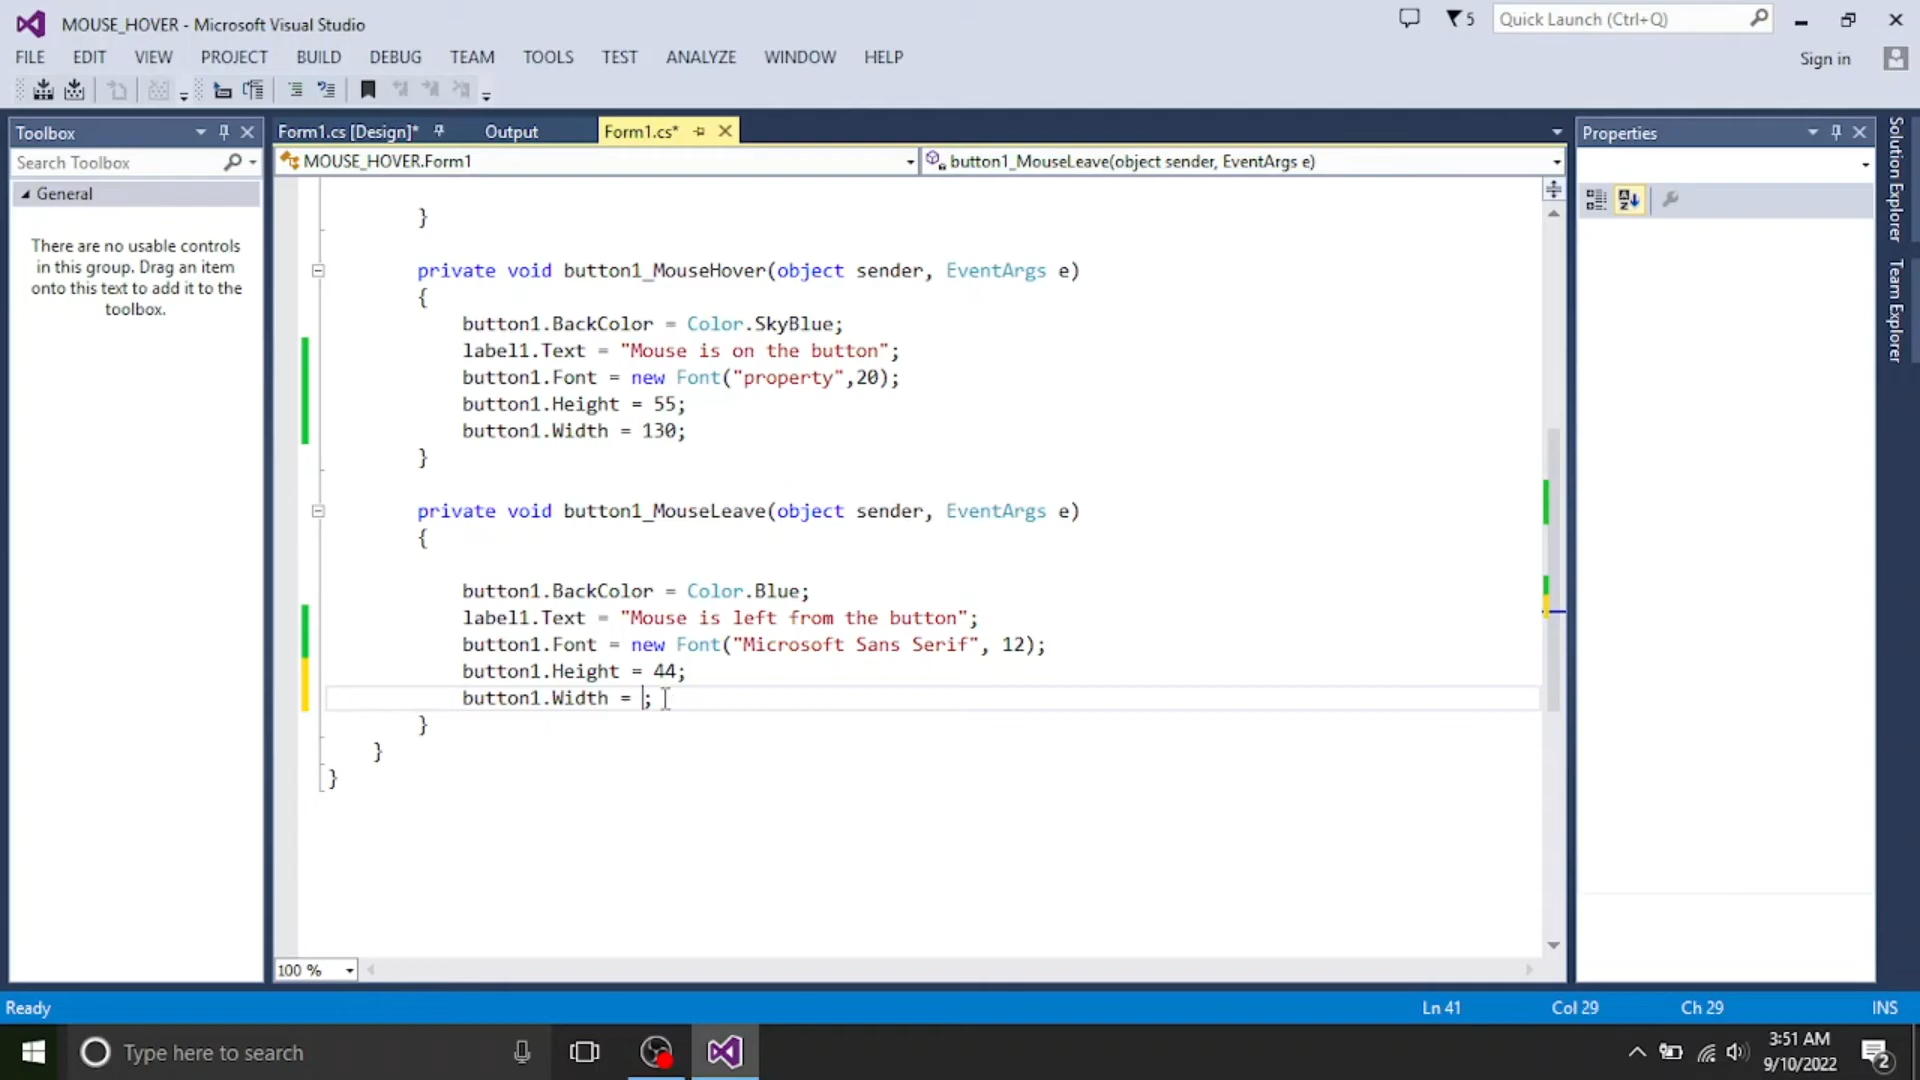 MOUSE_HOVER - Microsoft Visual Studio
5
Quick Launch (Ctrl+Q)
FILE EDIT VIEW PROJECT BUILD DEBUG TEAM TOOLS TEST ANALYZE WINDOW HELP
Sign in
Toolbox
Search Toolbox
General
There are no usable controls
in this group. Drag an item
onto this text to add it to the
toolbox.
Form1.cs [Design]* Output Form1.cs*
MOUSE_HOVER.Form1
button1_MouseLeave(object sender, EventArgs e)
}
private void button1_MouseHover(object sender, EventArgs e)
{
button1.BackColor = Color.SkyBlue;
label1.Text = "Mouse is on the button";
button1.Font = new Font("property",20);
button1.Height = 55;
button1.Width = 130;
}
private void button1_MouseLeave(object sender, EventArgs e)
{
button1.BackColor = Color.Blue;
label1.Text = "Mouse is left from the button";
button1.Font = new Font("Microsoft Sans Serif", 12);
button1.Height = 44;
button1.Width = ;
}
}
}
100 %
Properties
Solution Explorer
Team Explorer
Ready
Ln 41
Col 29
Ch 29
INS
Type here to search
3:51 AM
9/10/2022
2